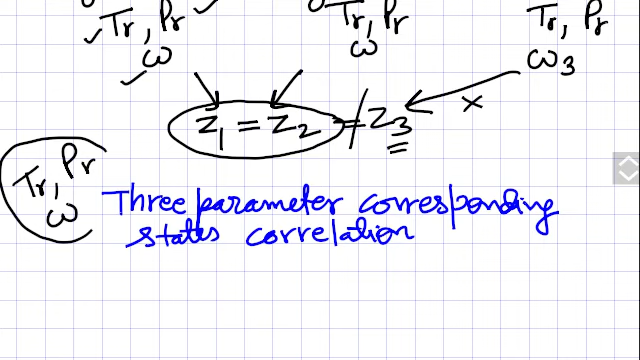 Tr, Pr Tr, Pr Tr, Pr
ω ω ω3
Z1 = Z2 ≠ Z3
×
Tr, Pr
ω
Three parameter corresponding
states correlation